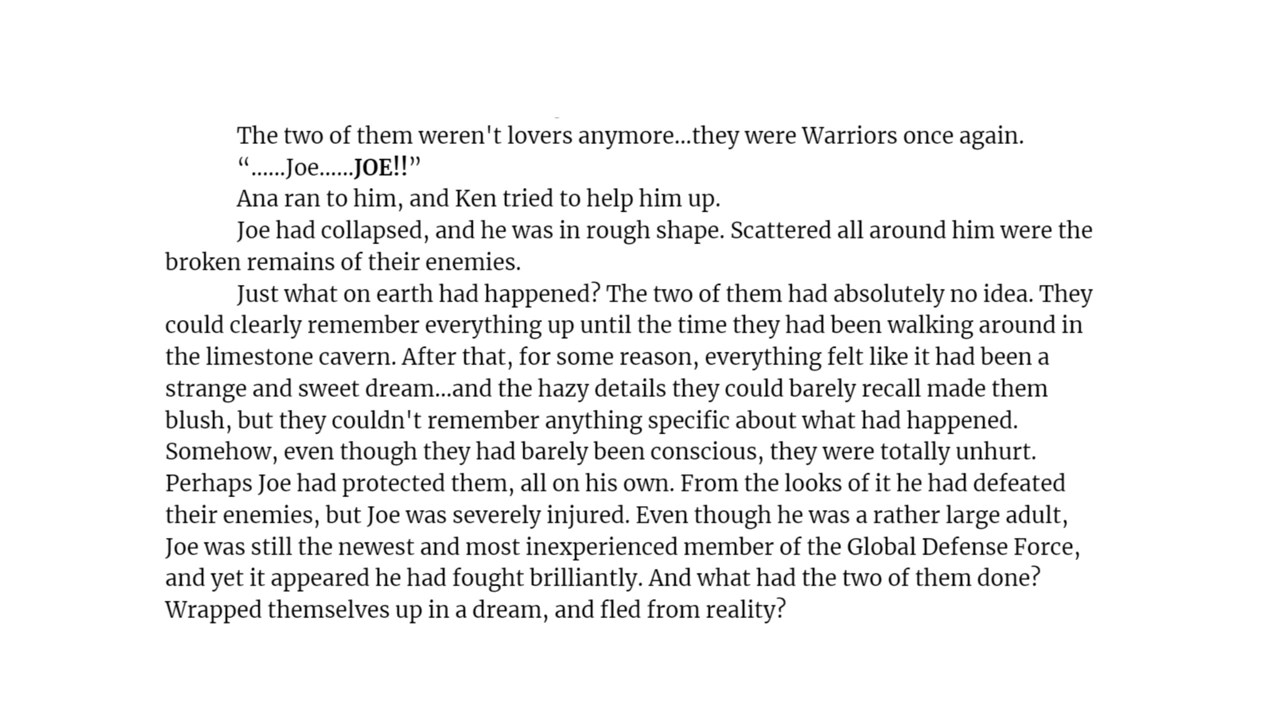 The two of them weren't lovers anymore...they were Warriors once again.
“......Joe......JOE!!”
Ana ran to him, and Ken tried to help him up.
Joe had collapsed, and he was in rough shape. Scattered all around him were the
broken remains of their enemies.
Just what on earth had happened? The two of them had absolutely no idea. They
could clearly remember everything up until the time they had been walking around in
the limestone cavern. After that, for some reason, everything felt like it had been a
strange and sweet dream...and the hazy details they could barely recall made them
blush, but they couldn't remember anything specific about what had happened.
Somehow, even though they had barely been conscious, they were totally unhurt.
Perhaps Joe had protected them, all on his own. From the looks of it he had defeated
their enemies, but Joe was severely injured. Even though he was a rather large adult,
Joe was still the newest and most inexperienced member of the Global Defense Force,
and yet it appeared he had fought brilliantly. And what had the two of them done?
Wrapped themselves up in a dream, and fled from reality?